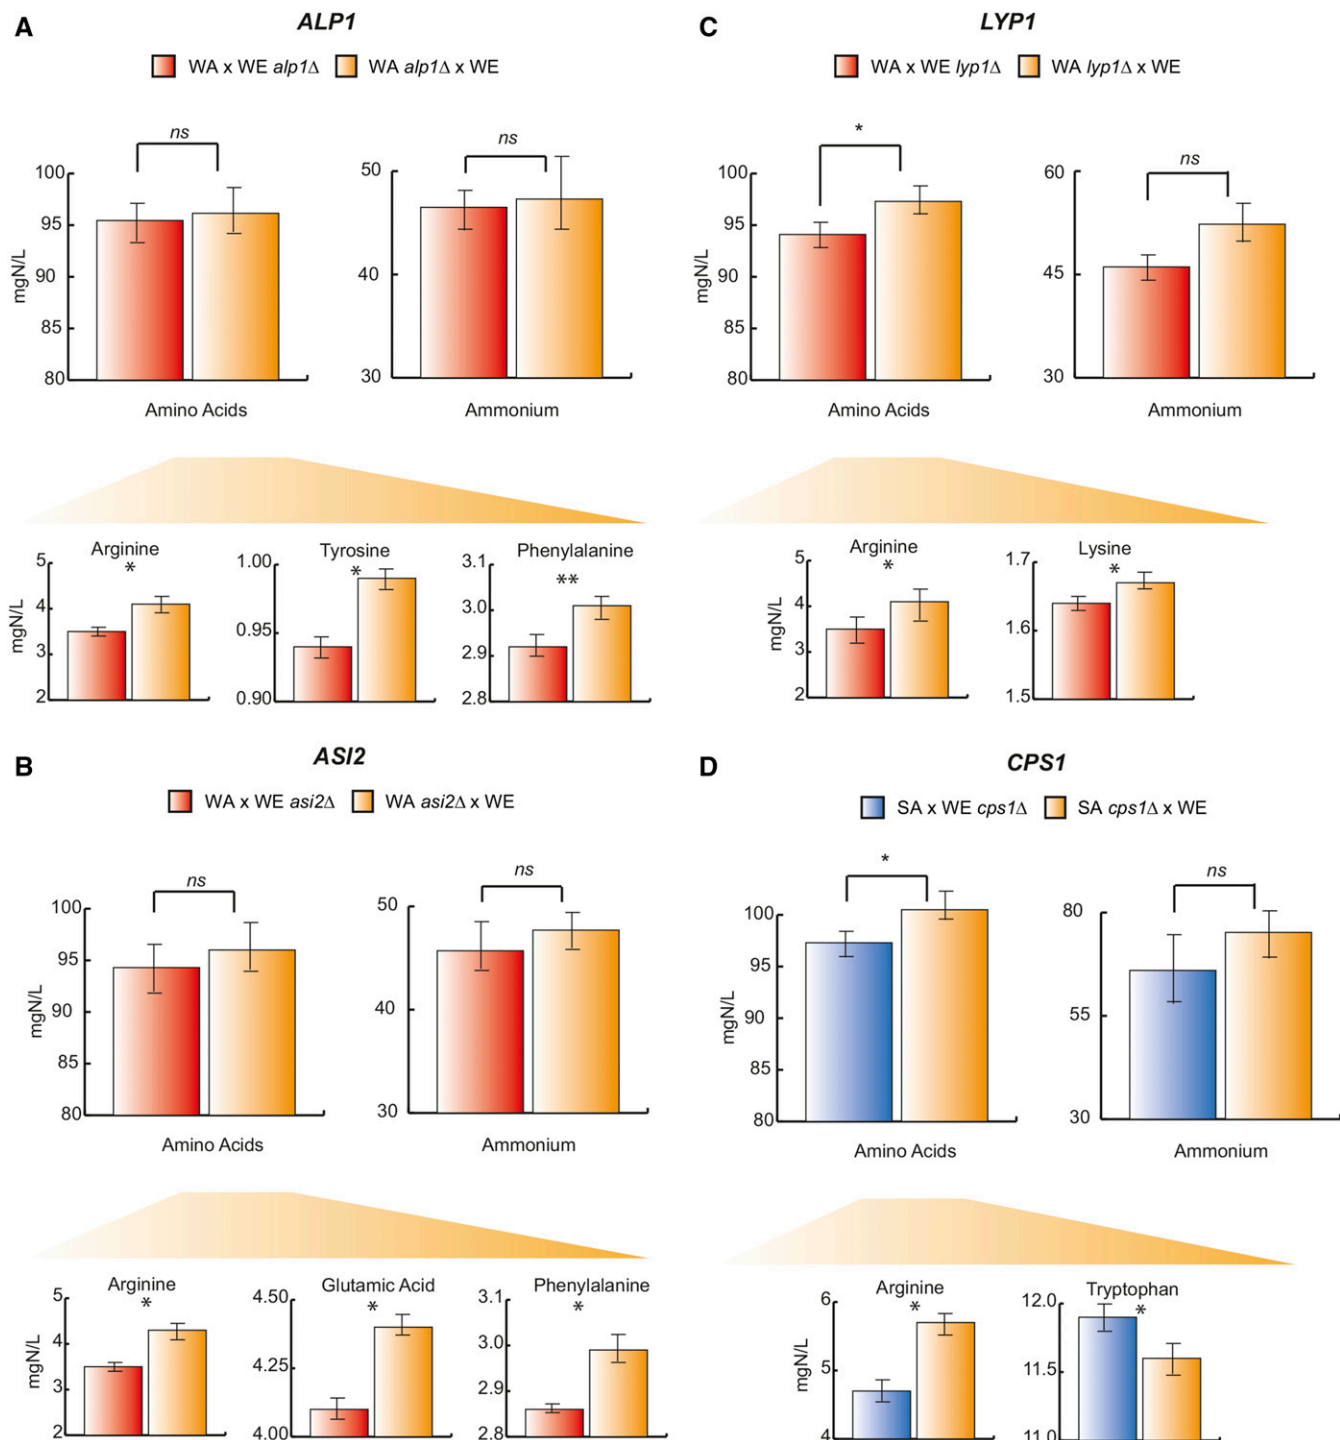 A
ALP1
WA x WE alp1Δ
WA alp1Δ x WE
ns
ns
100
95
90
85
80
mgN/L
50
40
30
Amino Acids
Ammonium
Arginine
Tyrosine
Phenylalanine
*
*
**
5
4
3
2
mgN/L
1.00
0.95
0.90
3.1
3.0
2.9
2.8
C
LYP1
WA x WE lyp1Δ
WA lyp1Δ x WE
*
ns
100
95
90
85
80
mgN/L
60
45
30
Amino Acids
Ammonium
Arginine
Lysine
*
*
5
4
3
2
mgN/L
1.7
1.6
1.5
B
ASI2
WA x WE asi2Δ
WA asi2Δ x WE
ns
ns
100
95
90
85
80
mgN/L
50
40
30
Amino Acids
Ammonium
Arginine
Glutamic Acid
Phenylalanine
*
*
*
5
4
3
2
mgN/L
4.50
4.25
4.00
3.1
3.0
2.9
2.8
D
CPS1
SA x WE cps1Δ
SA cps1Δ x WE
*
ns
100
95
90
85
80
mgN/L
80
55
30
Amino Acids
Ammonium
Arginine
Tryptophan
*
*
6
5
4
mgN/L
12.0
11.5
11.0